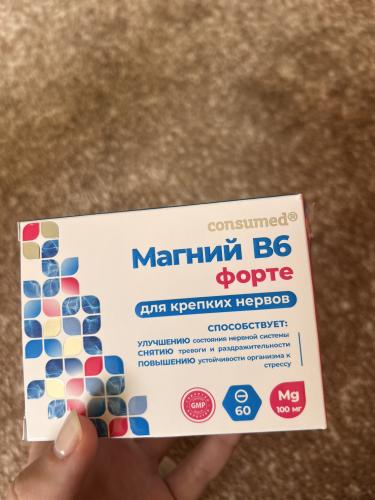 consumed®
Магний В6
форте
для крепких нервов
СПОСОБСТВУЕТ:
УЛУЧШЕНИЮ состояния нервной системы
СНЯТИЮ тревоги и раздражительности
ПОВЫШЕНИЮ устойчивости организма к
стрессу
GMP
60
Mg
100 мг